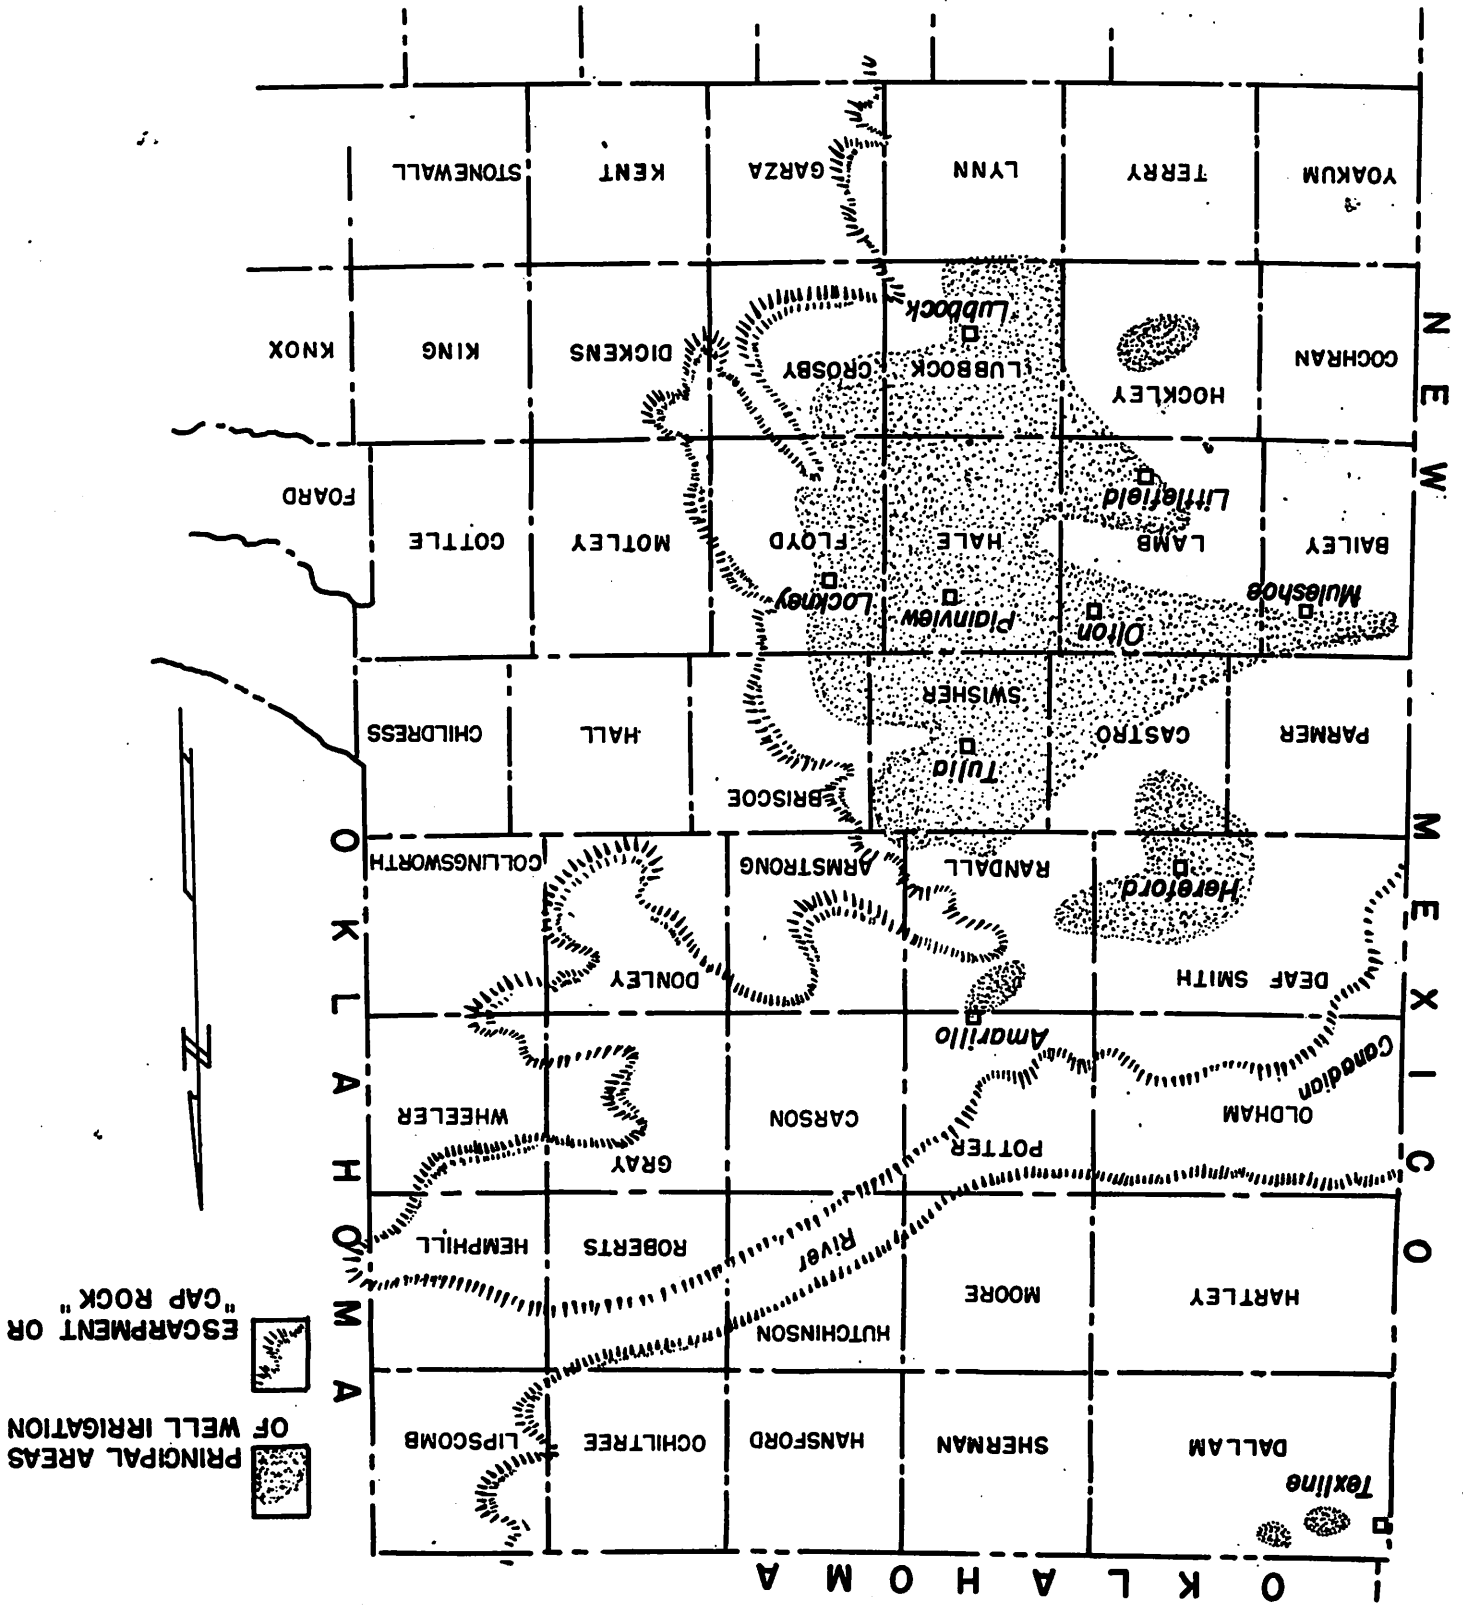 OKLAHOMA
Texline
DALLAM
SHERMAN
HANSFORD
OCHILTREE
LIPSCOMB
PRINCIPAL AREAS
OF WELL IRRIGATION
HARTLEY
MOORE
HUTCHINSON
ROBERTS
HEMPHILL
ESCARPMENT OR
"CAP ROCK"
River
OLDHAM
POTTER
CARSON
GRAY
WHEELER
Canadian
Amarillo
DEAF SMITH
RANDALL
ARMSTRONG
DONLEY
COLLINGSWORTH
Hereford
NEW MEXICO
OKLAHOMA
N
PARMER
CASTRO
Tulia
SWISHER
BRISCOE
HALL
CHILDRESS
Muleshoe
Olton
Plainview
Lockney
BAILEY
LAMB
HALE
FLOYD
MOTLEY
COTTLE
FOARD
Littlefield
COCHRAN
HOCKLEY
LUBBOCK
CROSBY
DICKENS
KING
KNOX
Lubbock
YOAKUM
TERRY
LYNN
GARZA
KENT
STONEWALL